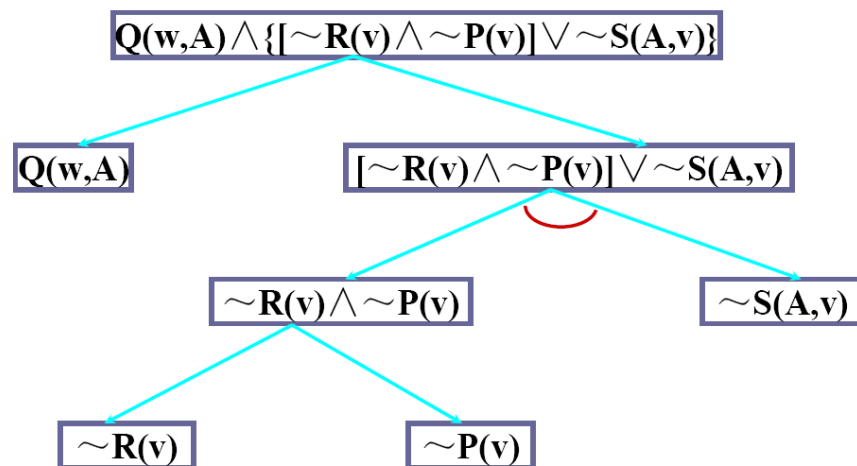 Q(w,A)∧{[~R(v)∧~P(v)]∨~S(A,v)}
Q(w,A)
[~R(v)∧~P(v)]∨~S(A,v)
~R(v)∧~P(v)
~S(A,v)
~R(v)
~P(v)